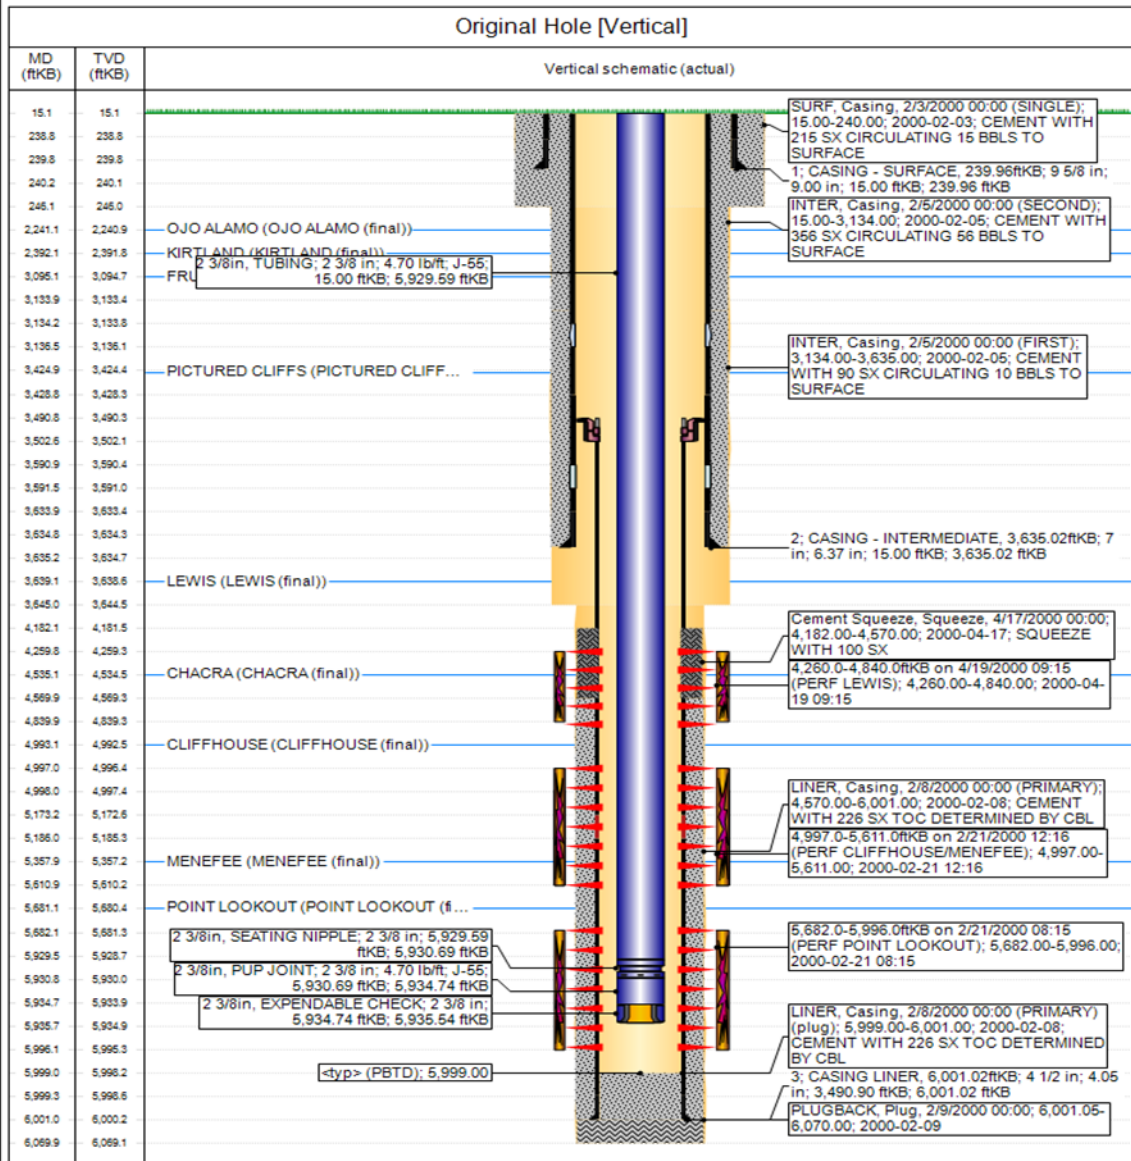 Original Hole [Vertical]
MD (ftKB)
TVD (ftKB)
Vertical schematic (actual)
15.1 15.1
238.8 238.8
239.8 239.8
240.2 240.1
245.1 245.0
2,241.1 2,240.9
2,392.1 2,391.8
3,095.1 3,094.7
3,133.9 3,133.4
3,134.2 3,133.8
3,136.5 3,136.1
3,424.9 3,424.4
3,428.8 3,428.3
3,490.8 3,490.3
3,502.6 3,502.1
3,590.9 3,590.4
3,591.5 3,591.0
3,633.9 3,633.4
3,634.8 3,634.3
3,635.2 3,634.7
3,639.1 3,638.6
3,645.0 3,644.5
4,182.1 4,181.5
4,259.8 4,259.3
4,535.1 4,534.5
4,569.9 4,569.3
4,839.9 4,839.3
4,993.1 4,992.5
4,997.0 4,996.4
4,998.0 4,997.4
5,173.2 5,172.6
5,186.0 5,185.3
5,357.9 5,357.2
5,610.9 5,610.2
5,681.1 5,680.4
5,682.1 5,681.3
5,929.5 5,928.7
5,930.8 5,930.0
5,934.7 5,933.9
5,935.7 5,934.9
5,996.1 5,995.3
5,999.0 5,998.2
5,999.3 5,998.6
6,001.0 6,000.2
6,069.9 6,069.1
OJO ALAMO (OJO ALAMO (final))
KIRTLAND (KIRTLAND (final))
FRU
2 3/8in, TUBING; 2 3/8 in; 4.70 lb/ft; J-55;
15.00 ftKB; 5,929.59 ftKB
PICTURED CLIFFS (PICTURED CLIFF...
LEWIS (LEWIS (final))
CHACRA (CHACRA (final))
CLIFFHOUSE (CLIFFHOUSE (final))
MENEFEE (MENEFEE (final))
POINT LOOKOUT (POINT LOOKOUT (fi...
2 3/8in, SEATING NIPPLE; 2 3/8 in; 5,929.59
ftKB; 5,930.69 ftKB
2 3/8in, PUP JOINT; 2 3/8 in; 4.70 lb/ft; J-55;
5,930.69 ftKB; 5,934.74 ftKB
2 3/8in, EXPENDABLE CHECK; 2 3/8 in;
5,934.74 ftKB; 5,935.54 ftKB
<typ> (PBTD); 5,999.00
SURF, Casing, 2/3/2000 00:00 (SINGLE);
15.00-240.00; 2000-02-03; CEMENT WITH
215 SX CIRCULATING 15 BBLS TO
SURFACE
1; CASING - SURFACE, 239.96ftKB; 9 5/8 in;
9.00 in; 15.00 ftKB; 239.96 ftKB
INTER, Casing, 2/5/2000 00:00 (SECOND);
15.00-3,134.00; 2000-02-05; CEMENT WITH
356 SX CIRCULATING 56 BBLS TO
SURFACE
INTER, Casing, 2/5/2000 00:00 (FIRST);
3,134.00-3,635.00; 2000-02-05; CEMENT
WITH 90 SX CIRCULATING 10 BBLS TO
SURFACE
2; CASING - INTERMEDIATE, 3,635.02ftKB; 7
in; 6.37 in; 15.00 ftKB; 3,635.02 ftKB
Cement Squeeze, Squeeze, 4/17/2000 00:00;
4,182.00-4,570.00; 2000-04-17; SQUEEZE
WITH 100 SX
4,260.0-4,840.0ftKB on 4/19/2000 09:15
(PERF LEWIS); 4,260.00-4,840.00; 2000-04-
19 09:15
LINER, Casing, 2/8/2000 00:00 (PRIMARY);
4,570.00-6,001.00; 2000-02-08; CEMENT
WITH 226 SX TOC DETERMINED BY CBL
4,997.0-5,611.0ftKB on 2/21/2000 12:16
(PERF CLIFFHOUSE/MENEFEE); 4,997.00-
5,611.00; 2000-02-21 12:16
5,682.0-5,996.0ftKB on 2/21/2000 08:15
(PERF POINT LOOKOUT); 5,682.00-5,996.00;
2000-02-21 08:15
LINER, Casing, 2/8/2000 00:00 (PRIMARY)
(plug); 5,999.00-6,001.00; 2000-02-08;
CEMENT WITH 226 SX TOC DETERMINED
BY CBL
3; CASING LINER, 6,001.02ftKB; 4 1/2 in; 4.05
in; 3,490.90 ftKB; 6,001.02 ftKB
PLUGBACK, Plug, 2/9/2000 00:00; 6,001.05-
6,070.00; 2000-02-09